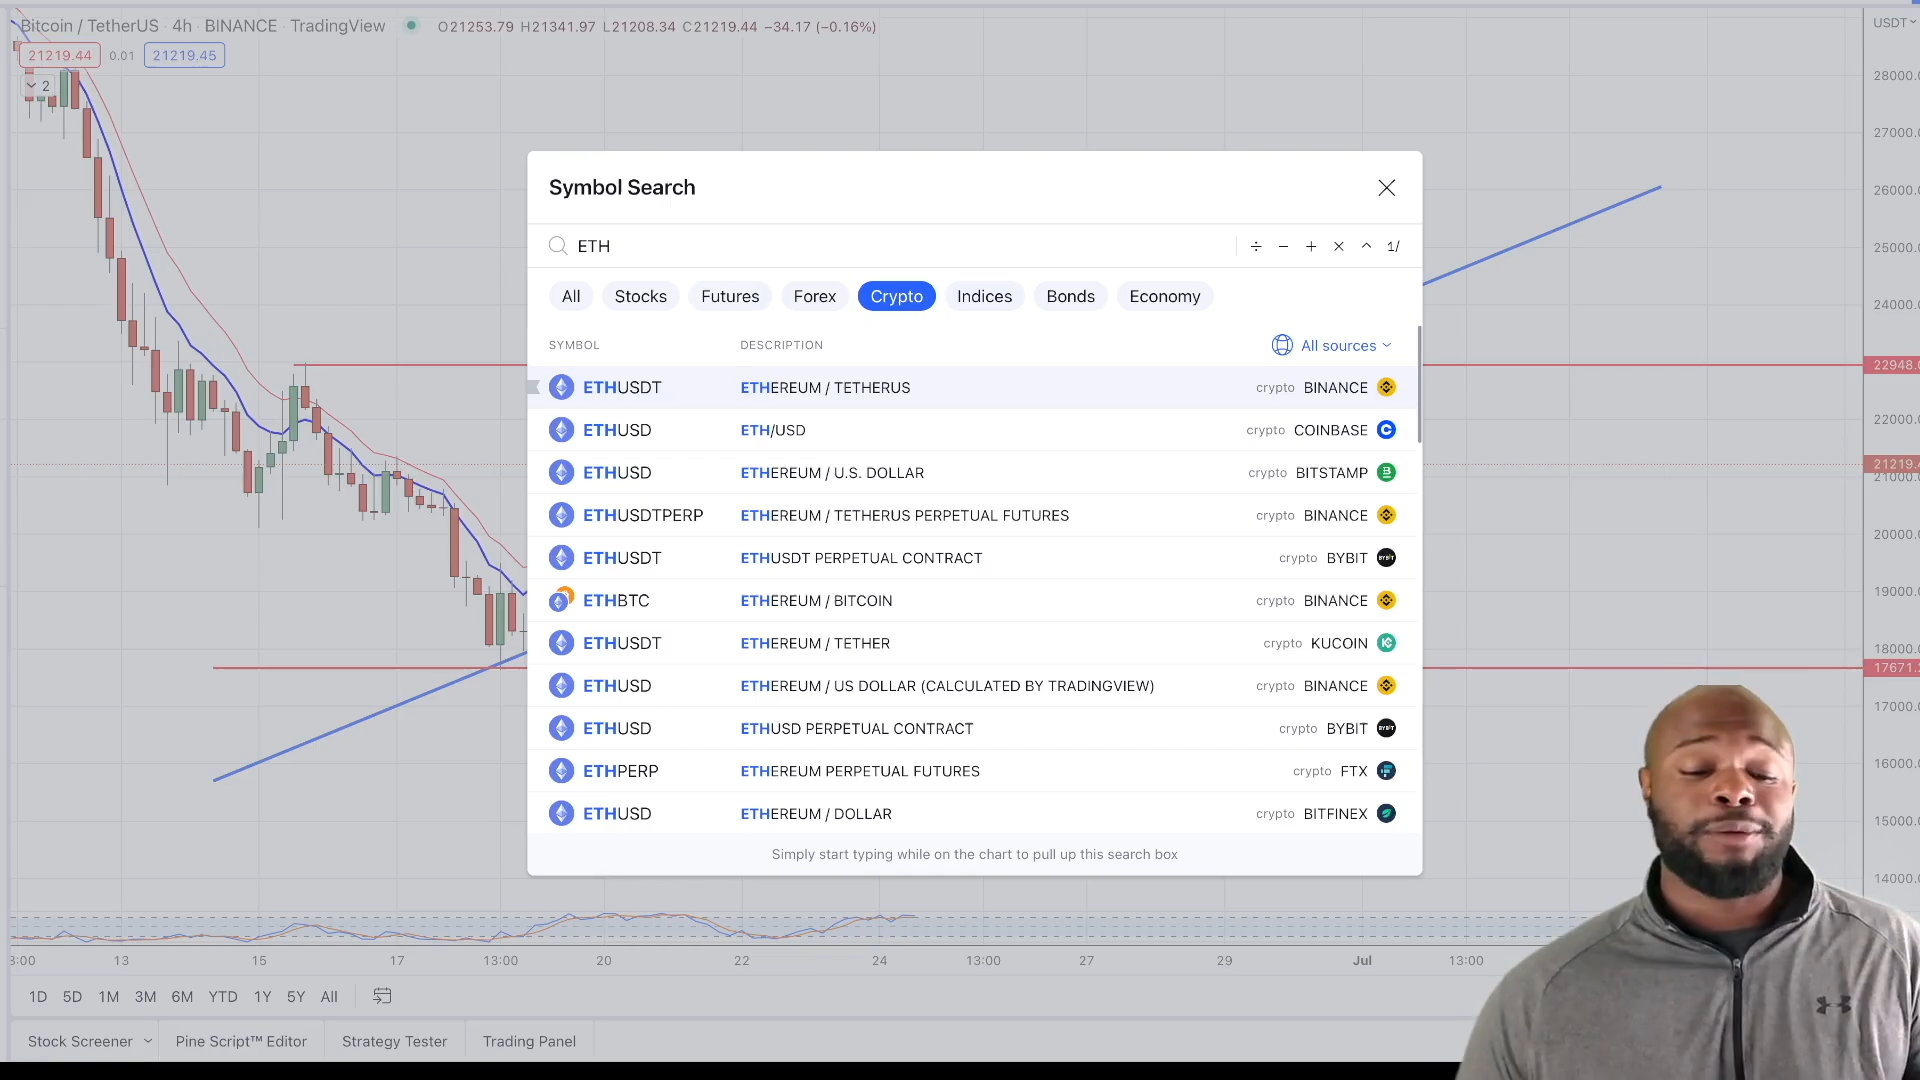 Bitcoin / TetherUS · 4h · BINANCE · TradingView O21253.79 H21341.97 L21208.34 C21219.44 −34.17 (−0.16%)
USDT
21219.44 0.01 21219.45
2
28000.0
27000.0
26000.0
25000.0
24000.0
22948.0
22000.0
21219.4
21000.0
20000.0
19000.0
18000.0
17671.2
17000.0
16000.0
15000.0
14000.0
Symbol Search
ETH
÷ − + × ^ 1/
All Stocks Futures Forex Crypto Indices Bonds Economy
SYMBOL DESCRIPTION All sources
ETHUSDT ETHEREUM / TETHERUS crypto BINANCE
ETHUSD ETH/USD crypto COINBASE
ETHUSD ETHEREUM / U.S. DOLLAR crypto BITSTAMP
ETHUSDTPERP ETHEREUM / TETHERUS PERPETUAL FUTURES crypto BINANCE
ETHUSDT ETHUSDT PERPETUAL CONTRACT crypto BYBIT
ETHBTC ETHEREUM / BITCOIN crypto BINANCE
ETHUSDT ETHEREUM / TETHER crypto KUCOIN
ETHUSD ETHEREUM / US DOLLAR (CALCULATED BY TRADINGVIEW) crypto BINANCE
ETHUSD ETHUSD PERPETUAL CONTRACT crypto BYBIT
ETHPERP ETHEREUM PERPETUAL FUTURES crypto FTX
ETHUSD ETHEREUM / DOLLAR crypto BITFINEX
Simply start typing while on the chart to pull up this search box
3:00 13 15 17 13:00 20 22 24 13:00 27 29 Jul 13:00
1D 5D 1M 3M 6M YTD 1Y 5Y All
Stock Screener Pine Script™ Editor Strategy Tester Trading Panel